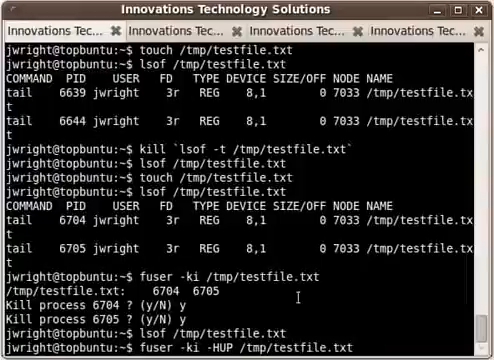 Innovations Technology Solutions
Innovations Tec... Innovations Tec... Innovations Tec... Innovations Tec...
jwright@topbuntu:~$ touch /tmp/testfile.txt
jwright@topbuntu:~$ lsof /tmp/testfile.txt
COMMAND PID USER FD TYPE DEVICE SIZE/OFF NODE NAME
tail 6639 jwright 3r REG 8,1 0 7033 /tmp/testfile.tx
t
tail 6644 jwright 3r REG 8,1 0 7033 /tmp/testfile.tx
t
jwright@topbuntu:~$ kill `lsof -t /tmp/testfile.txt`
jwright@topbuntu:~$ lsof /tmp/testfile.txt
jwright@topbuntu:~$ touch /tmp/testfile.txt
jwright@topbuntu:~$ lsof /tmp/testfile.txt
COMMAND PID USER FD TYPE DEVICE SIZE/OFF NODE NAME
tail 6704 jwright 3r REG 8,1 0 7033 /tmp/testfile.tx
t
tail 6705 jwright 3r REG 8,1 0 7033 /tmp/testfile.tx
t
jwright@topbuntu:~$ fuser -ki /tmp/testfile.txt
/tmp/testfile.txt: 6704 6705
Kill process 6704 ? (y/N) y
Kill process 6705 ? (y/N) y
jwright@topbuntu:~$ lsof /tmp/testfile.txt
jwright@topbuntu:~$ fuser -ki -HUP /tmp/testfile.txt